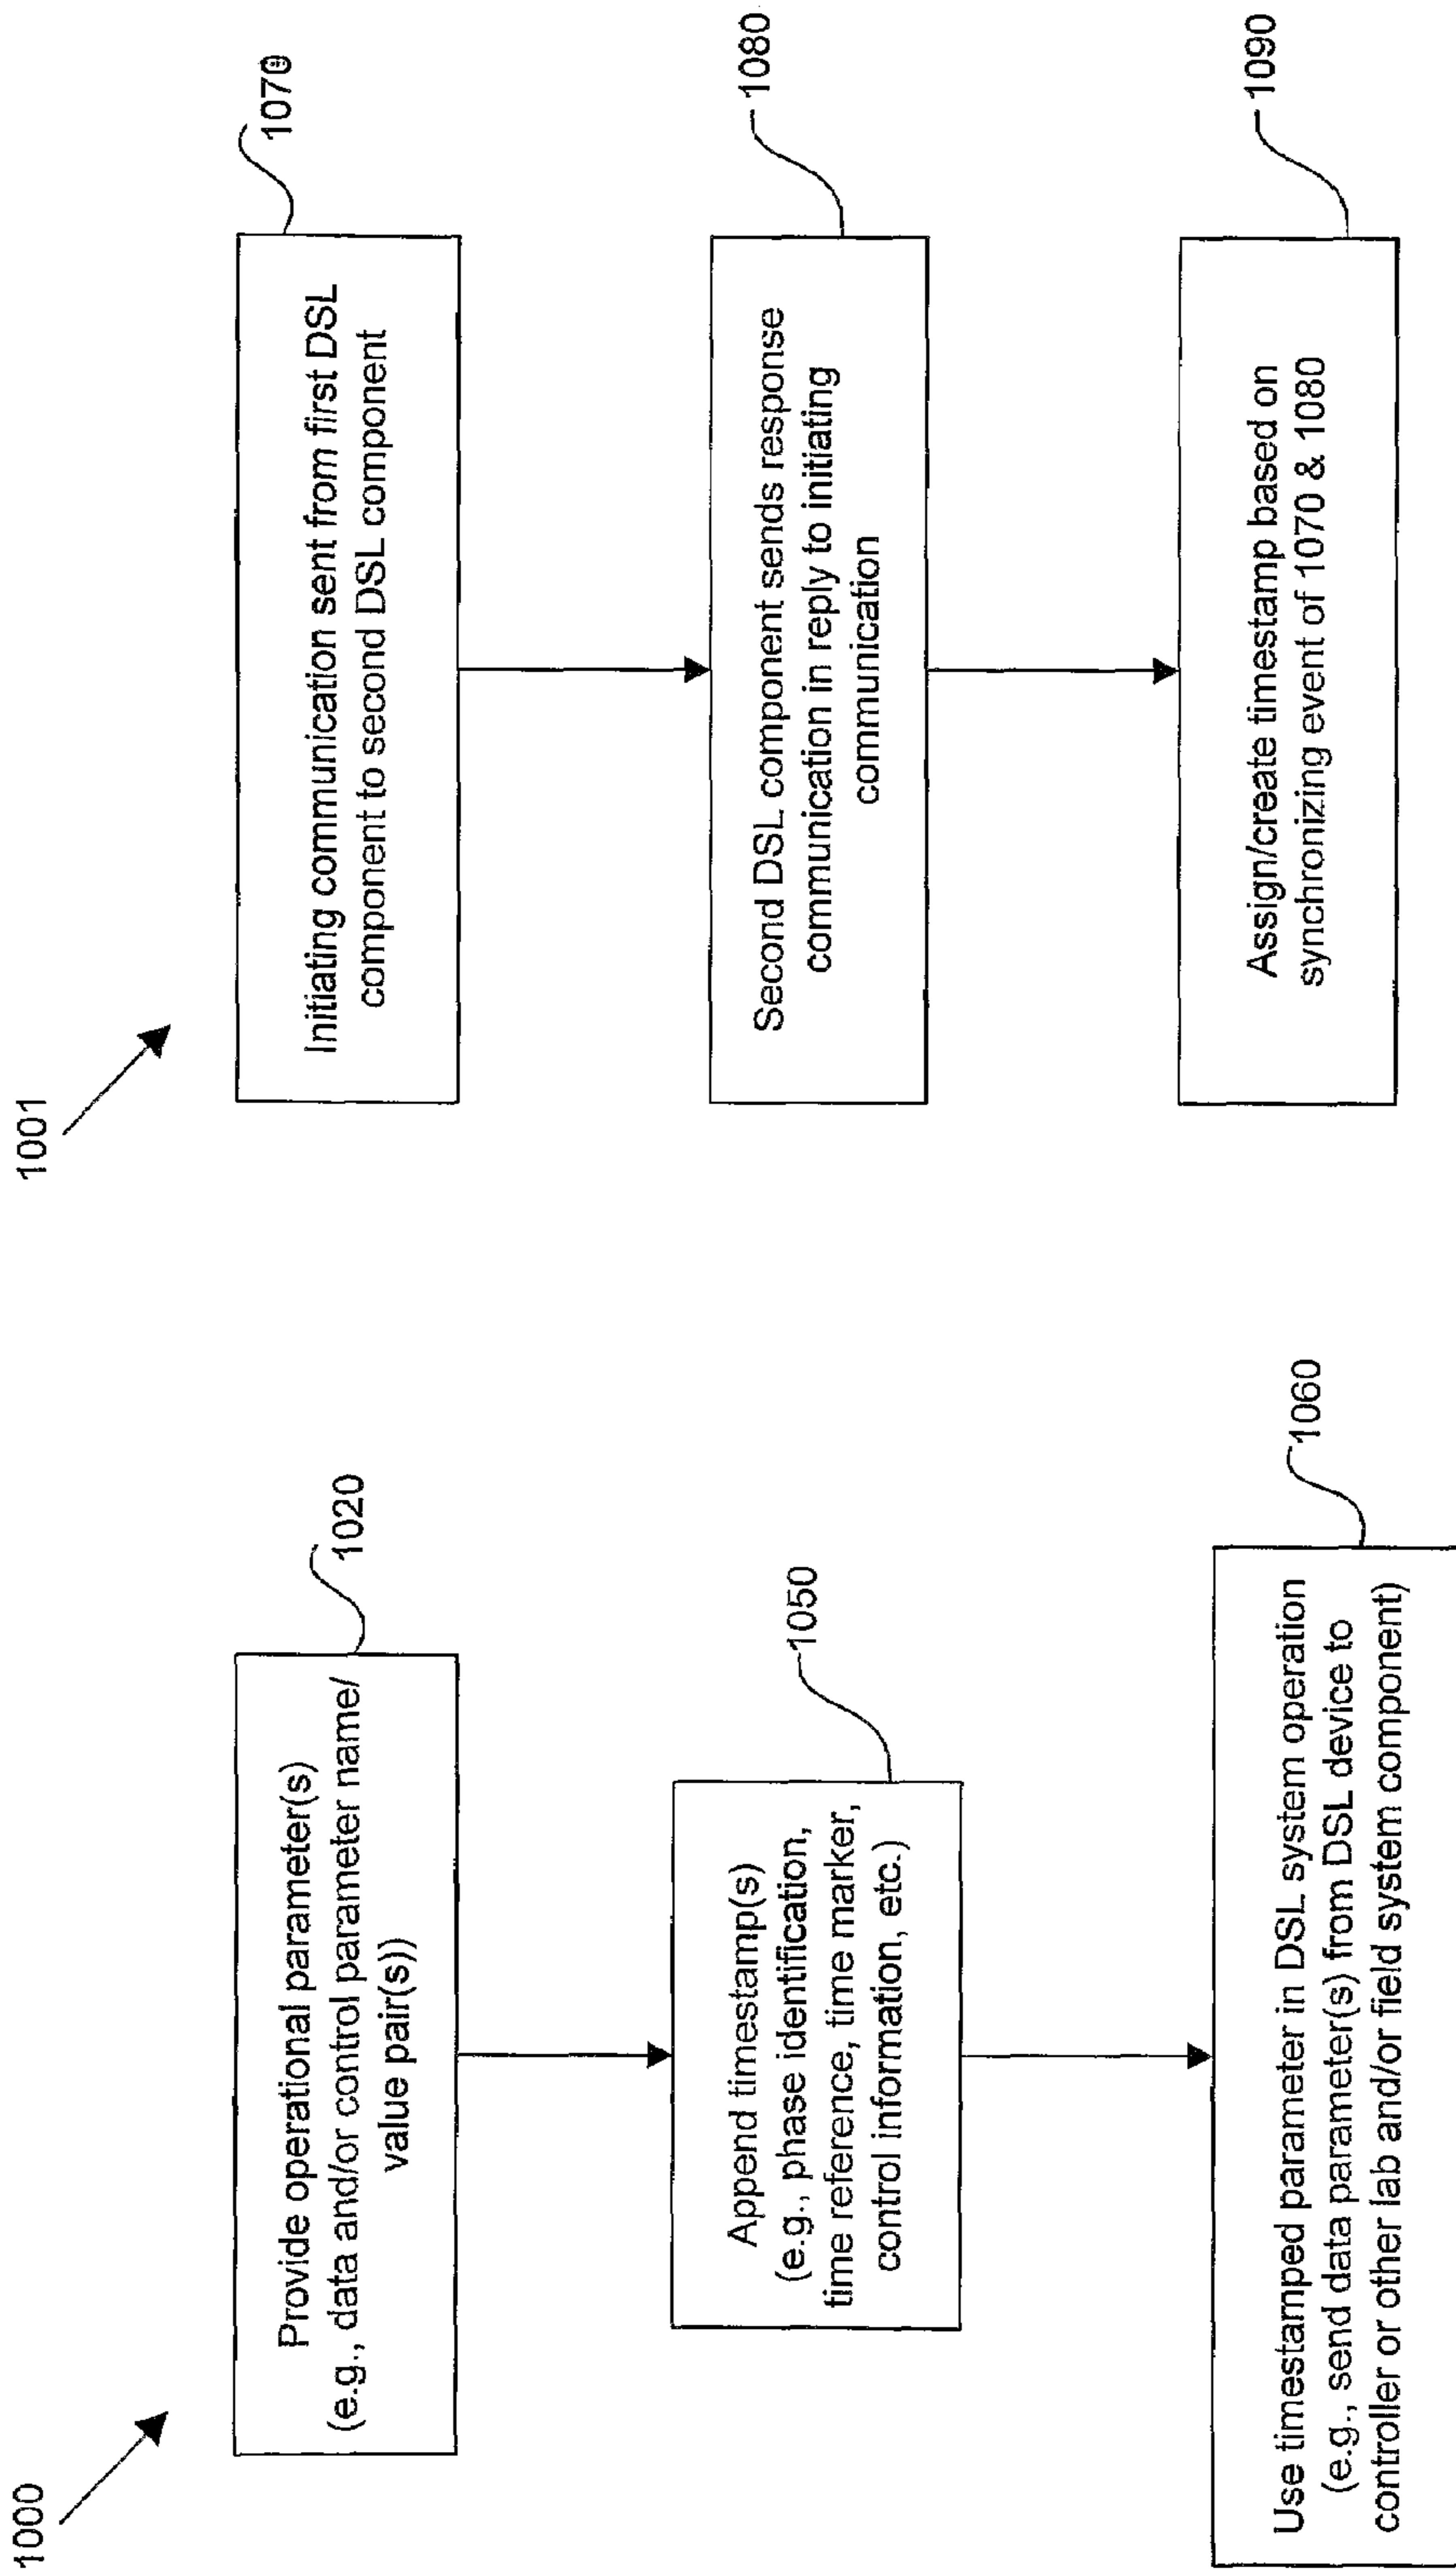 1000
Provide operational parameter(s)
(e.g., data and/or control parameter name/
value pair(s))
1020
Append timestamp(s)
(e.g., phase identification,
time reference, time marker,
control information, etc.)
1050
Use timestamped parameter in DSL system operation
(e.g., send data parameter(s) from DSL device to
controller or other lab and/or field system component)
1060
1001
Initiating communication sent from first DSL
component to second DSL component
1070
Second DSL component sends response
communication in reply to initiating
communication
1080
Assign/create timestamp based on
synchronizing event of 1070 & 1080
1090